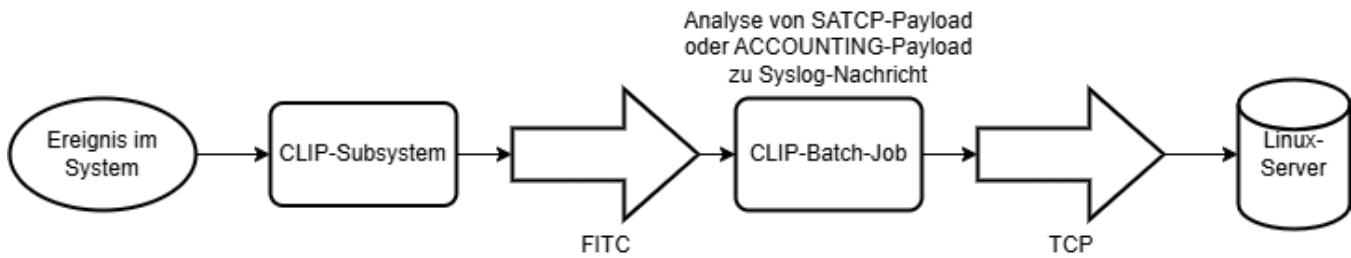 Analyse von SATCP-Payload
oder ACCOUNTING-Payload
zu Syslog-Nachricht
Ereignis im
System
CLIP-Subsystem
FITC
CLIP-Batch-Job
TCP
Linux-
Server